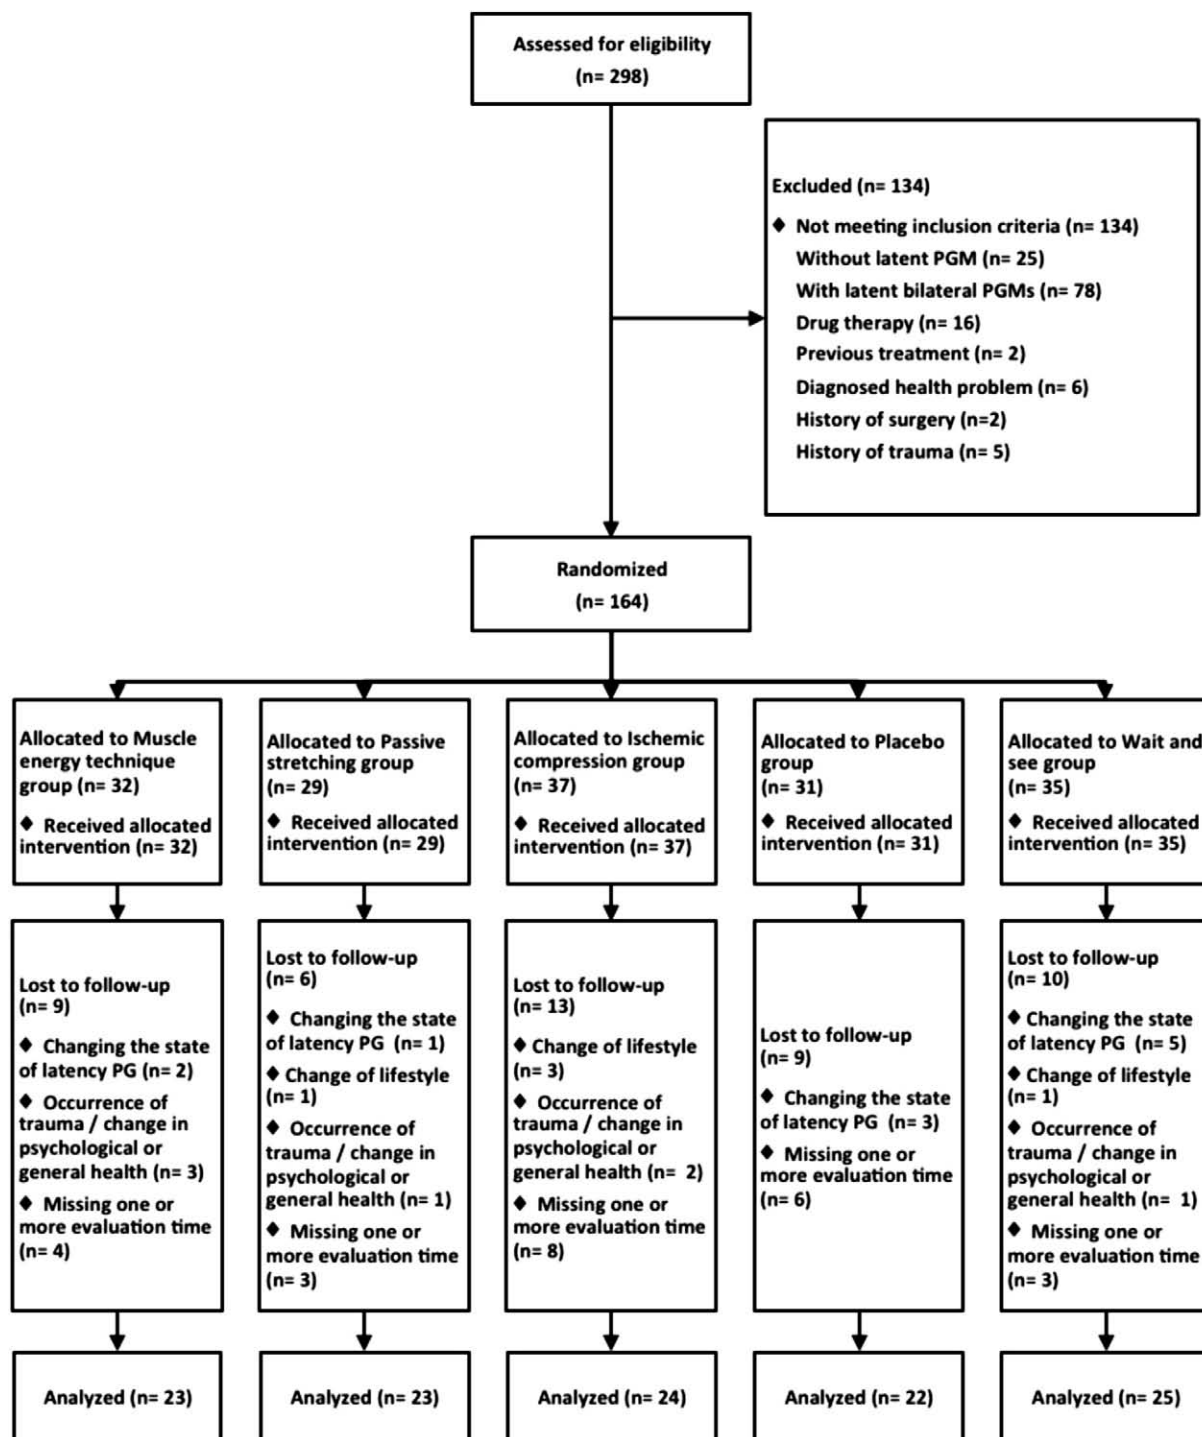 Assessed for eligibility
(n= 298)
Excluded (n= 134)
♦ Not meeting inclusion criteria (n= 134)
Without latent PGM (n= 25)
With latent bilateral PGMs (n= 78)
Drug therapy (n= 16)
Previous treatment (n= 2)
Diagnosed health problem (n= 6)
History of surgery (n=2)
History of trauma (n= 5)
Randomized
(n= 164)
Allocated to Muscle
energy technique
group (n= 32)
♦ Received allocated
intervention (n= 32)
Allocated to Passive
stretching group
(n= 29)
♦ Received allocated
intervention (n= 29)
Allocated to Ischemic
compression group
(n= 37)
♦ Received allocated
intervention (n= 37)
Allocated to Placebo
group
(n= 31)
♦ Received allocated
intervention (n= 31)
Allocated to Wait and
see group
(n= 35)
♦ Received allocated
intervention (n= 35)
Lost to follow-up
(n= 9)
♦ Changing the state
of latency PG (n= 2)
♦ Occurrence of
trauma / change in
psychological or
general health (n= 3)
♦ Missing one or
more evaluation time
(n= 4)
Lost to follow-up
(n= 6)
♦ Changing the state
of latency PG (n= 1)
♦ Change of lifestyle
(n= 1)
♦ Occurrence of
trauma / change in
psychological or
general health (n= 1)
♦ Missing one or
more evaluation time
(n= 3)
Lost to follow-up
(n= 13)
♦ Change of lifestyle
(n= 3)
♦ Occurrence of
trauma / change in
psychological or
general health (n= 2)
♦ Missing one or
more evaluation time
(n= 8)
Lost to follow-up
(n= 9)
♦ Changing the state
of latency PG (n= 3)
♦ Missing one or
more evaluation time
(n= 6)
Lost to follow-up
(n= 10)
♦ Changing the state
of latency PG (n= 5)
♦ Change of lifestyle
(n= 1)
♦ Occurrence of
trauma / change in
psychological or
general health (n= 1)
♦ Missing one or
more evaluation time
(n= 3)
Analyzed (n= 23)
Analyzed (n= 23)
Analyzed (n= 24)
Analyzed (n= 22)
Analyzed (n= 25)